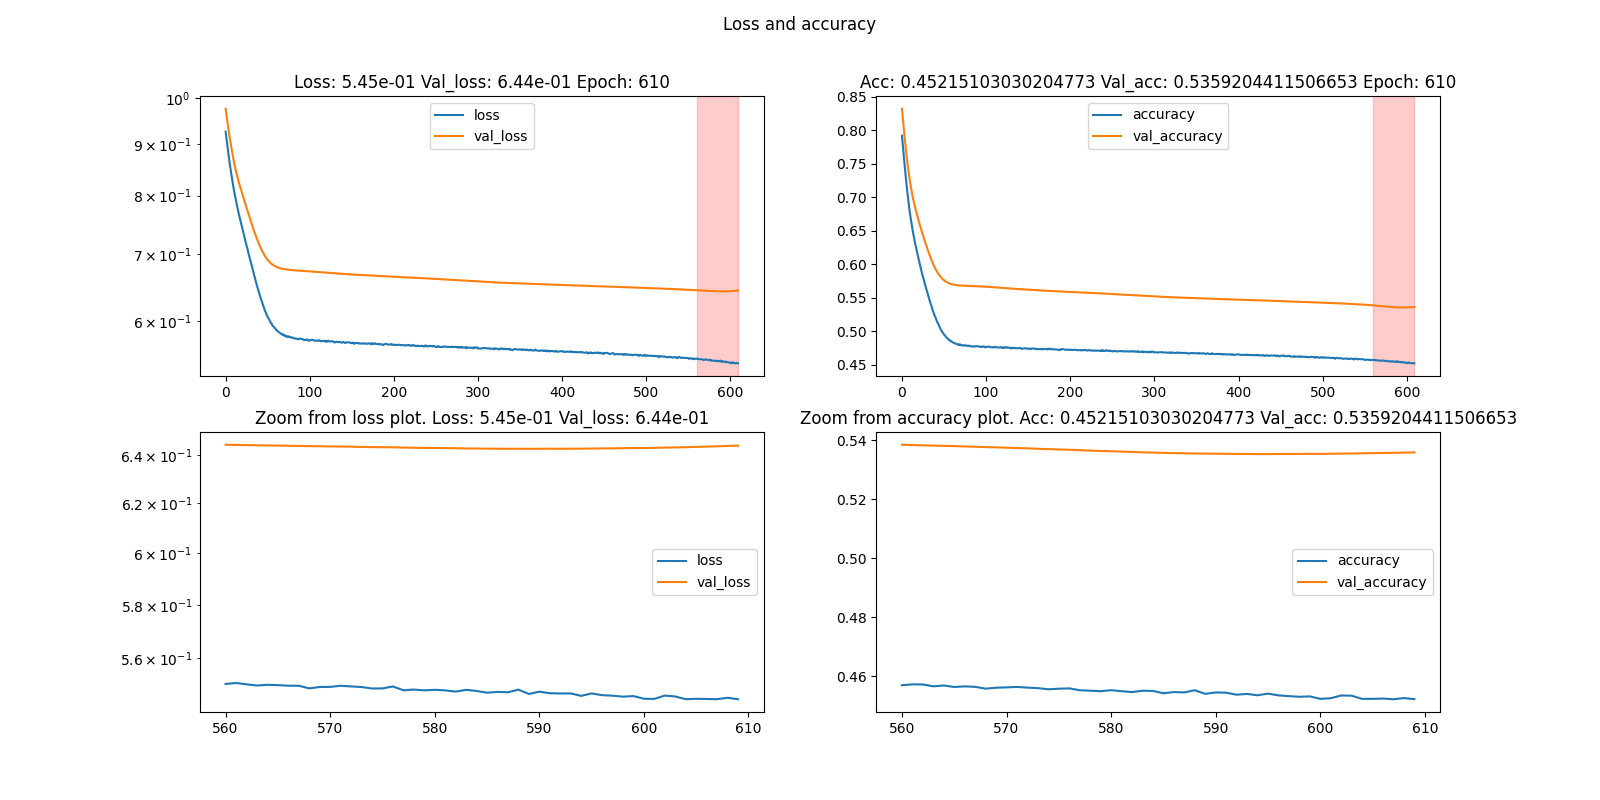 Loss and accuracy
Loss: 5.45e-01 Val_loss: 6.44e-01 Epoch: 610
10⁰
9 × 10⁻¹
8 × 10⁻¹
7 × 10⁻¹
6 × 10⁻¹
loss
val_loss
0 100 200 300 400 500 600
Acc: 0.45215103030204773 Val_acc: 0.5359204411506653 Epoch: 610
0.85
0.80
0.75
0.70
0.65
0.60
0.55
0.50
0.45
accuracy
val_accuracy
0 100 200 300 400 500 600
Zoom from loss plot. Loss: 5.45e-01 Val_loss: 6.44e-01
6.4 × 10⁻¹
6.2 × 10⁻¹
6 × 10⁻¹
5.8 × 10⁻¹
5.6 × 10⁻¹
loss
val_loss
560 570 580 590 600 610
Zoom from accuracy plot. Acc: 0.45215103030204773 Val_acc: 0.5359204411506653
0.54
0.52
0.50
0.48
0.46
accuracy
val_accuracy
560 570 580 590 600 610